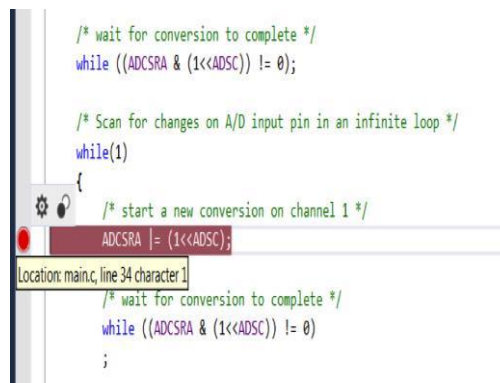 /* wait for conversion to complete */
while ((ADCSRA & (1<<ADSC)) != 0);
/* Scan for changes on A/D input pin in an infinite loop */
while(1)
{
/* start a new conversion on channel 1 */
ADCSRA |= (1<<ADSC);
Location: main.c, line 34 character 1
/* wait for conversion to complete */
while ((ADCSRA & (1<<ADSC)) != 0)
;